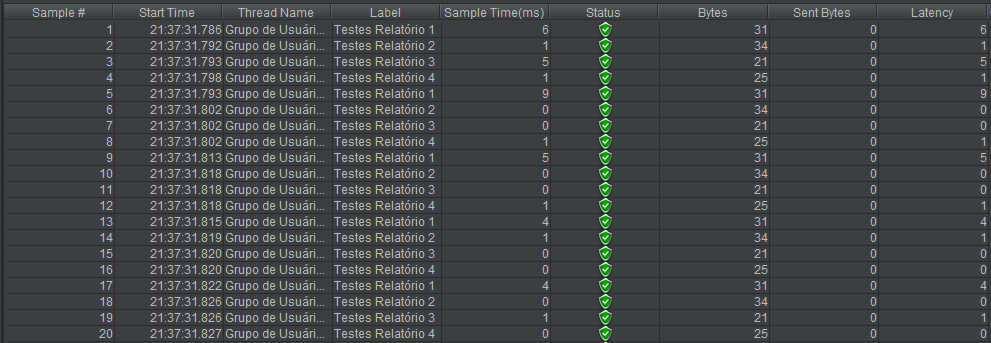 Sample # Start Time Thread Name Label Sample Time(ms) Status Bytes Sent Bytes Latency
1 21:37:31.786 Grupo de Usuári... Testes Relatório 1 6 31 0 6
2 21:37:31.792 Grupo de Usuári... Testes Relatório 2 1 34 0 1
3 21:37:31.793 Grupo de Usuári... Testes Relatório 3 5 21 0 5
4 21:37:31.798 Grupo de Usuári... Testes Relatório 4 1 25 0 1
5 21:37:31.793 Grupo de Usuári... Testes Relatório 1 9 31 0 9
6 21:37:31.802 Grupo de Usuári... Testes Relatório 2 0 34 0 0
7 21:37:31.802 Grupo de Usuári... Testes Relatório 3 0 21 0 0
8 21:37:31.802 Grupo de Usuári... Testes Relatório 4 1 25 0 1
9 21:37:31.813 Grupo de Usuári... Testes Relatório 1 5 31 0 5
10 21:37:31.818 Grupo de Usuári... Testes Relatório 2 0 34 0 0
11 21:37:31.818 Grupo de Usuári... Testes Relatório 3 0 21 0 0
12 21:37:31.818 Grupo de Usuári... Testes Relatório 4 1 25 0 1
13 21:37:31.815 Grupo de Usuári... Testes Relatório 1 4 31 0 4
14 21:37:31.819 Grupo de Usuári... Testes Relatório 2 1 34 0 1
15 21:37:31.820 Grupo de Usuári... Testes Relatório 3 0 21 0 0
16 21:37:31.820 Grupo de Usuári... Testes Relatório 4 0 25 0 0
17 21:37:31.822 Grupo de Usuári... Testes Relatório 1 4 31 0 4
18 21:37:31.826 Grupo de Usuári... Testes Relatório 2 0 34 0 0
19 21:37:31.826 Grupo de Usuári... Testes Relatório 3 1 21 0 1
20 21:37:31.827 Grupo de Usuári... Testes Relatório 4 0 25 0 0